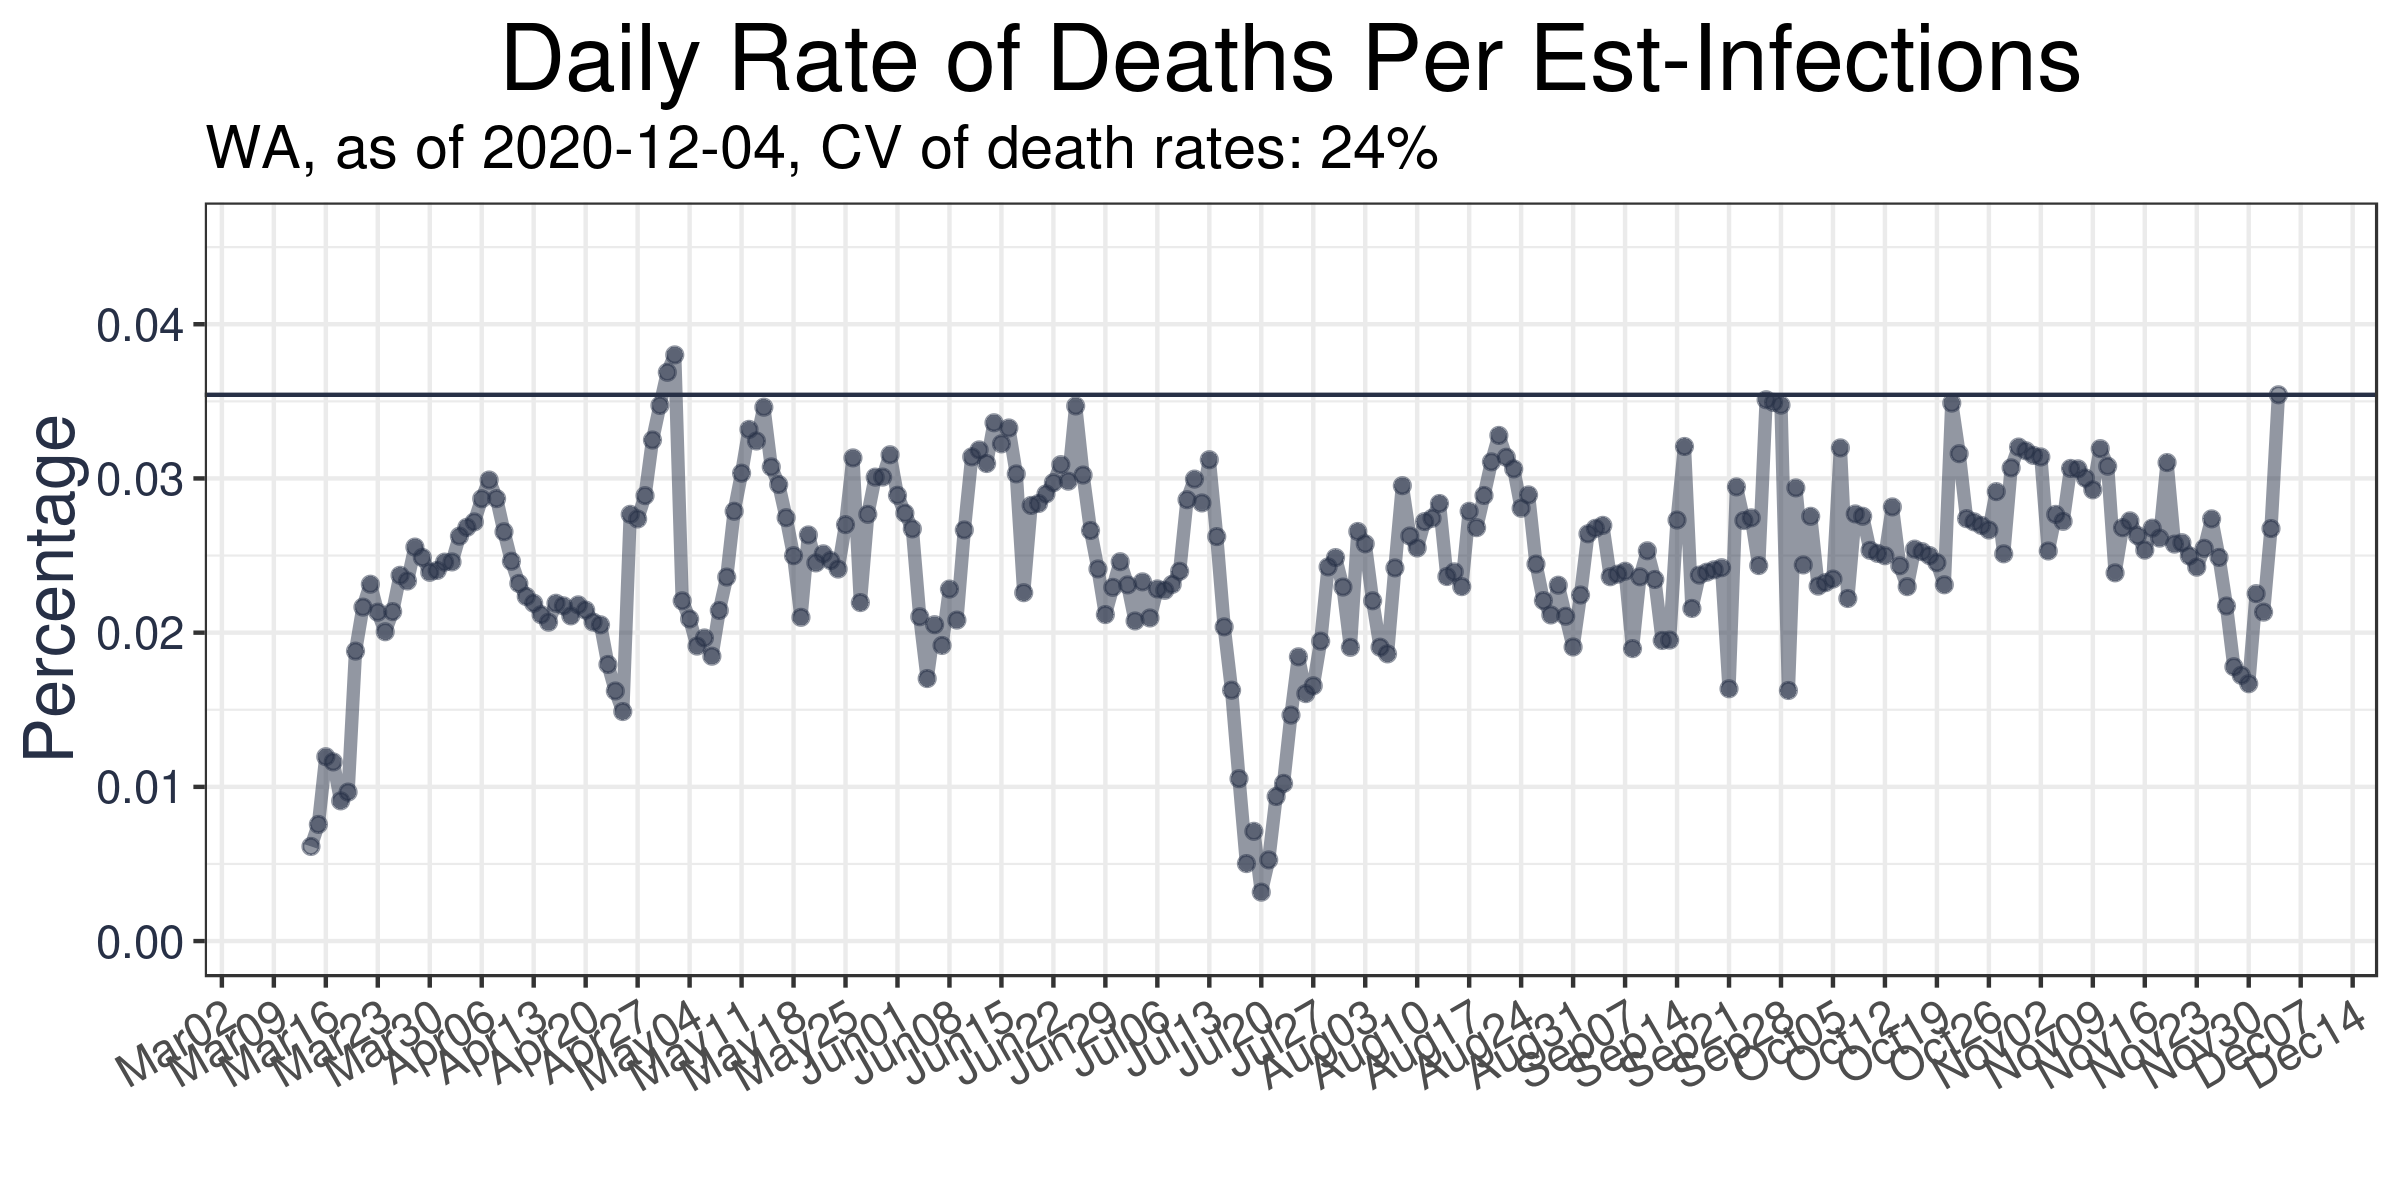 Daily Rate of Deaths Per Est-Infections
WA, as of 2020-12-04, CV of death rates: 24%
Percentage
0.04
0.03
0.02
0.01
0.00
Mar02
Mar09
Mar16
Mar23
Mar30
Apr06
Apr13
Apr20
Apr27
May04
May11
May18
May25
Jun01
Jun08
Jun15
Jun22
Jun29
Jul06
Jul13
Jul20
Jul27
Aug03
Aug10
Aug17
Aug24
Aug31
Sep07
Sep14
Sep21
Sep28
Oct05
Oct12
Oct19
Oct26
Nov02
Nov09
Nov16
Nov23
Nov30
Dec07
Dec14